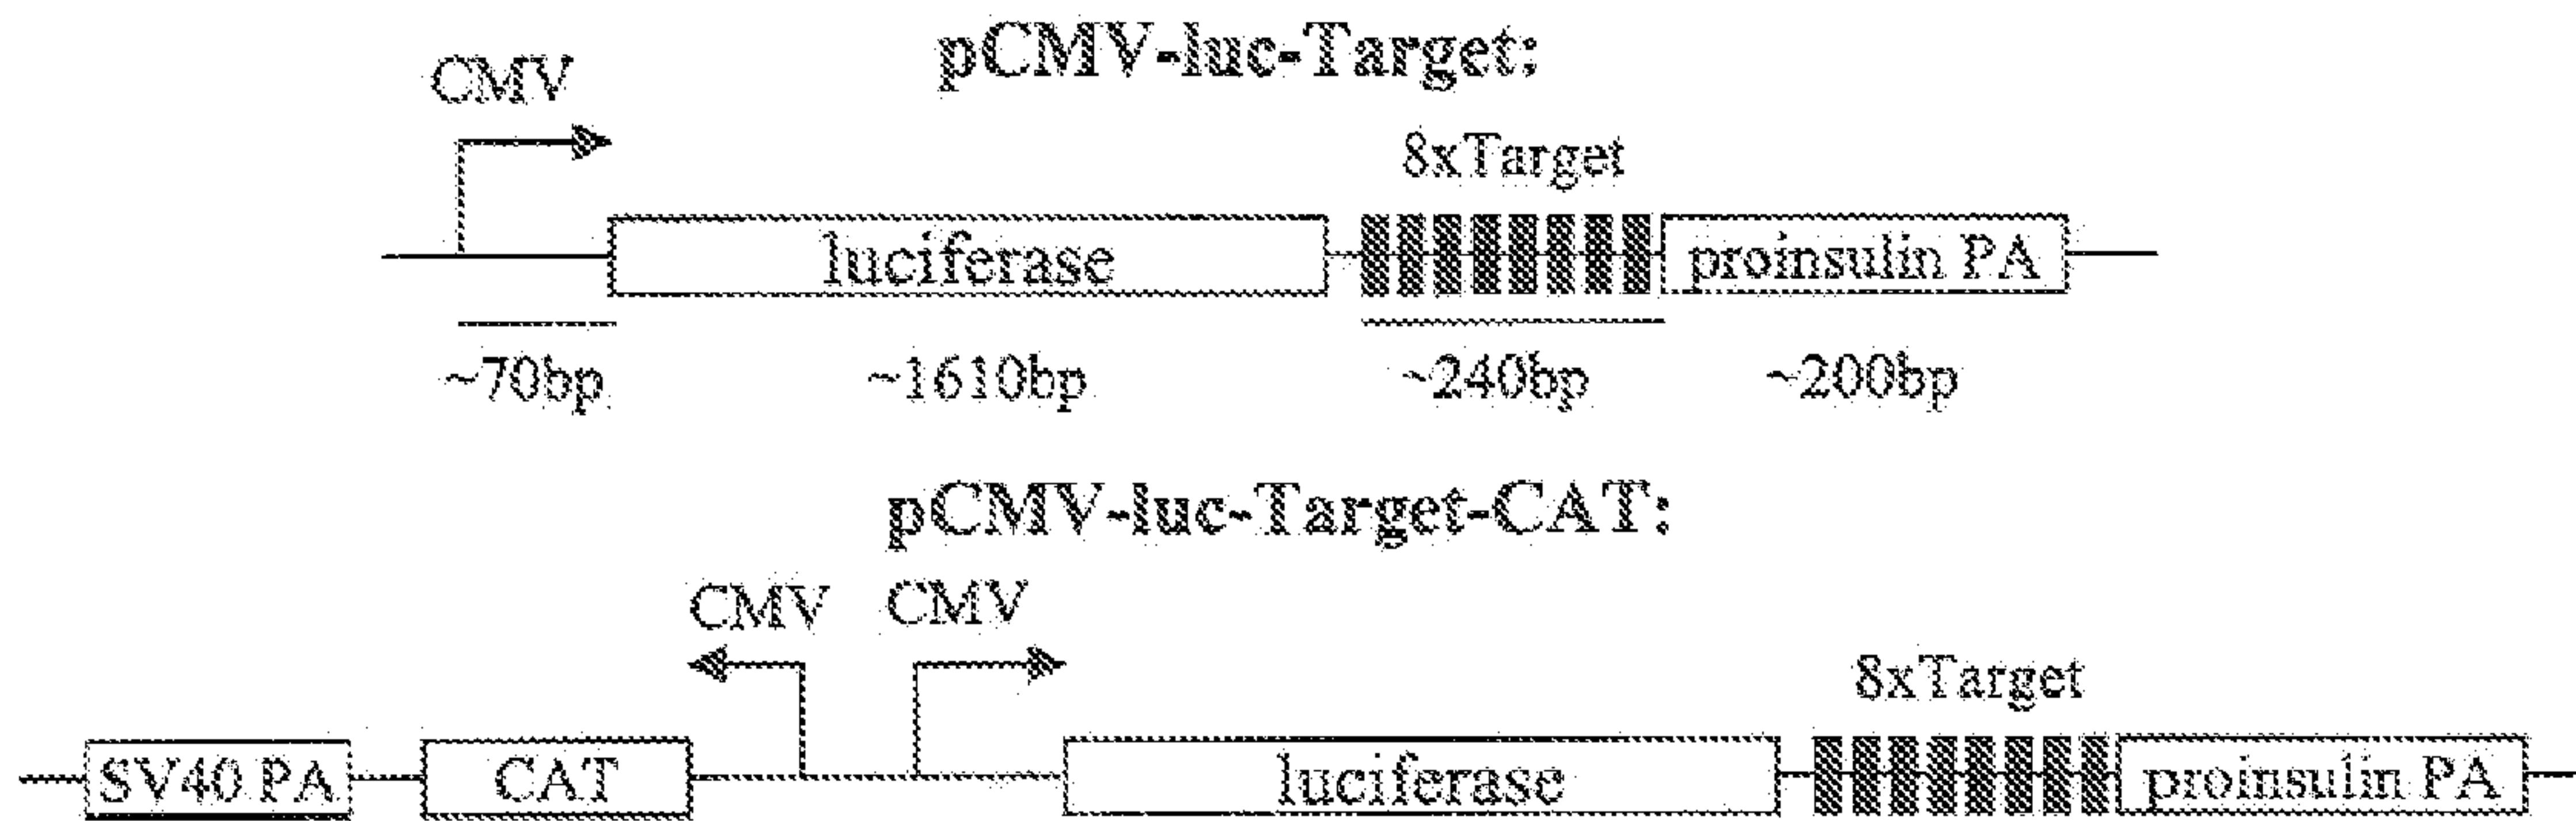 pCMV-luc-Target:
CMV
8xTarget
luciferase
proinsulin PA
~70bp
~1610bp
~240bp
~200bp
pCMV-luc-Target-CAT:
CMV
CMV
8xTarget
SV40 PA
CAT
luciferase
proinsulin PA